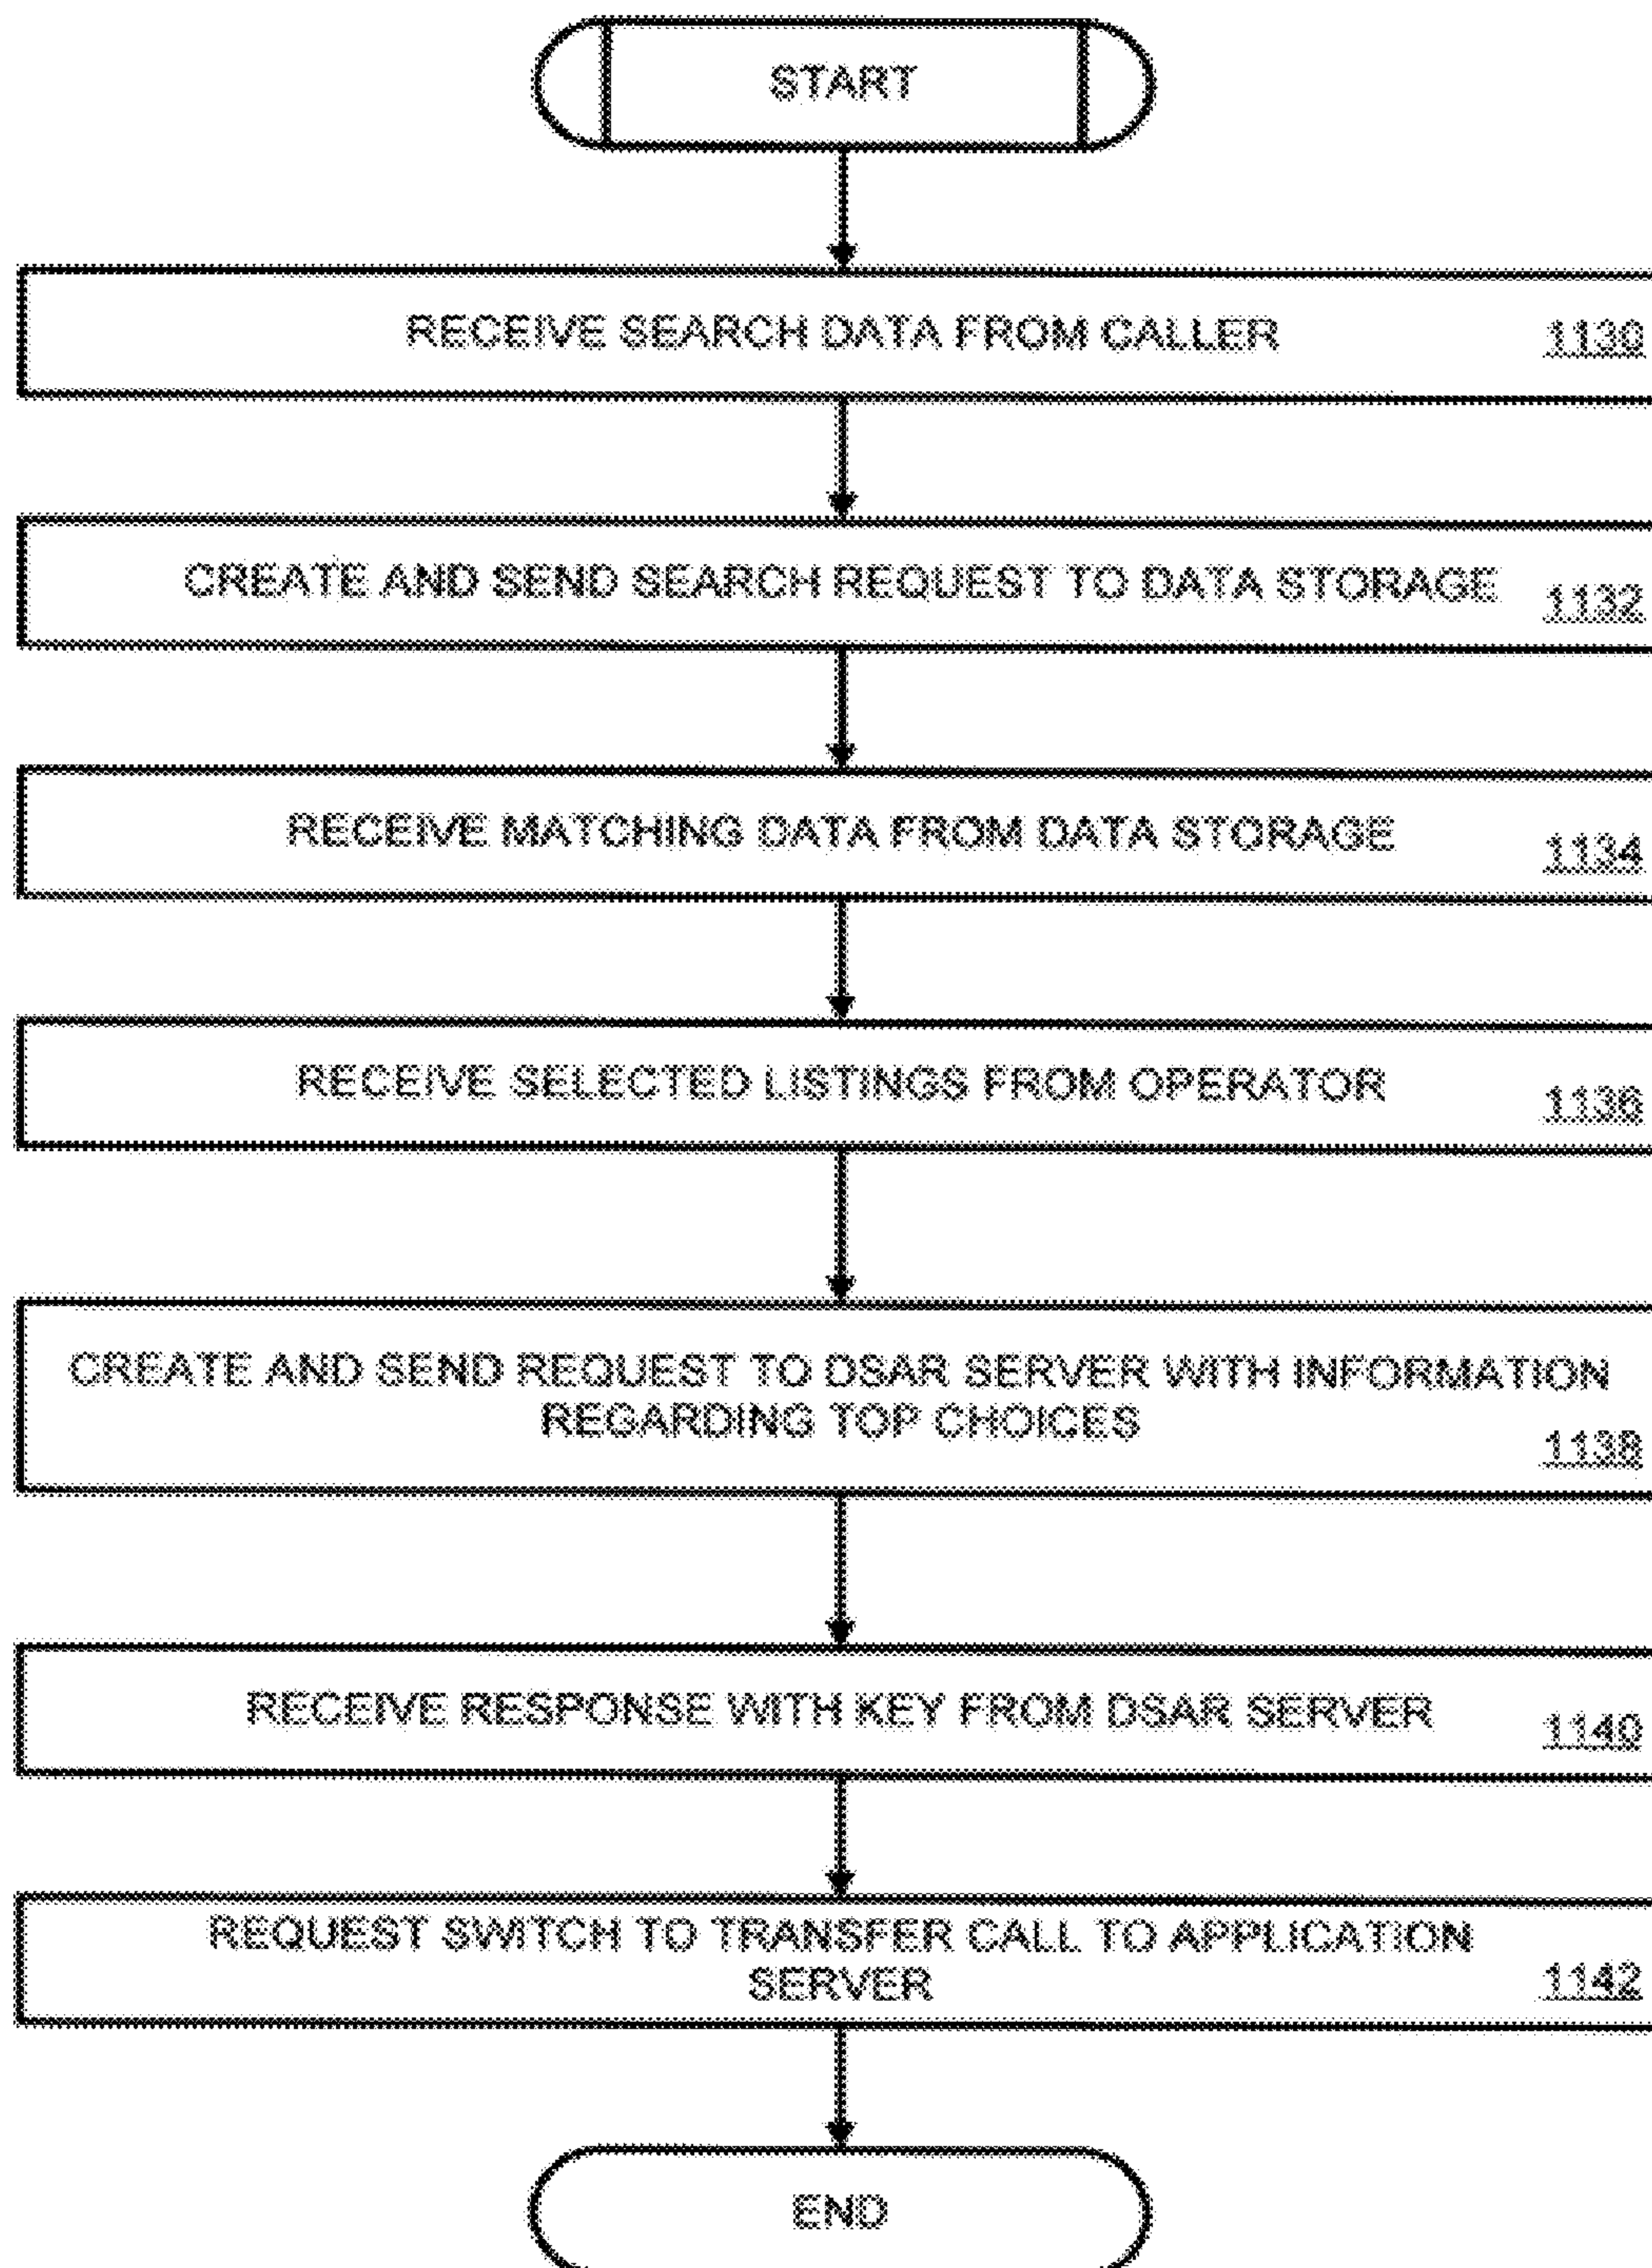 START
RECEIVE SEARCH DATA FROM CALLER 1130
CREATE AND SEND SEARCH REQUEST TO DATA STORAGE 1132
RECEIVE MATCHING DATA FROM DATA STORAGE 1134
RECEIVE SELECTED LISTINGS FROM OPERATOR 1136
CREATE AND SEND REQUEST TO DSAR SERVER WITH INFORMATION
REGARDING TOP CHOICES 1138
RECEIVE RESPONSE WITH KEY FROM DSAR SERVER 1140
REQUEST SWITCH TO TRANSFER CALL TO APPLICATION
SERVER 1142
END